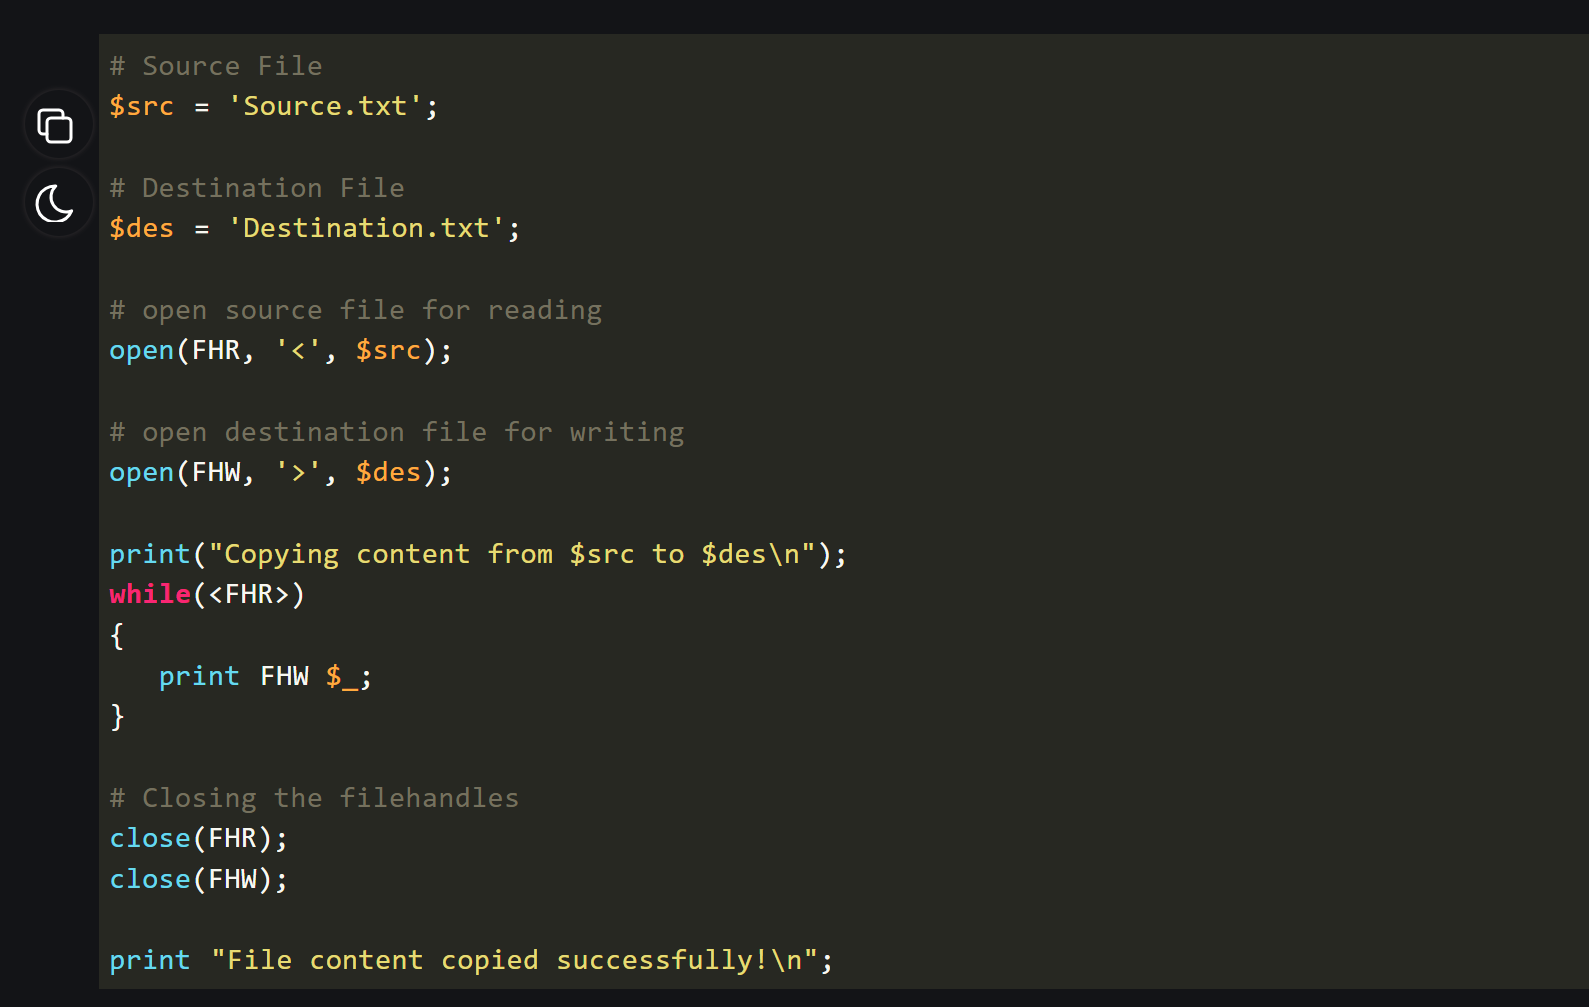 # Source File
$src = 'Source.txt';
# Destination File
$des = 'Destination.txt';
# open source file for reading
open(FHR, '<', $src);
# open destination file for writing
open(FHW, '>', $des);
print("Copying content from $src to $des\n");
while(<FHR>)
{
   print FHW $_;
}
# Closing the filehandles
close(FHR);
close(FHW);
print "File content copied successfully!\n";